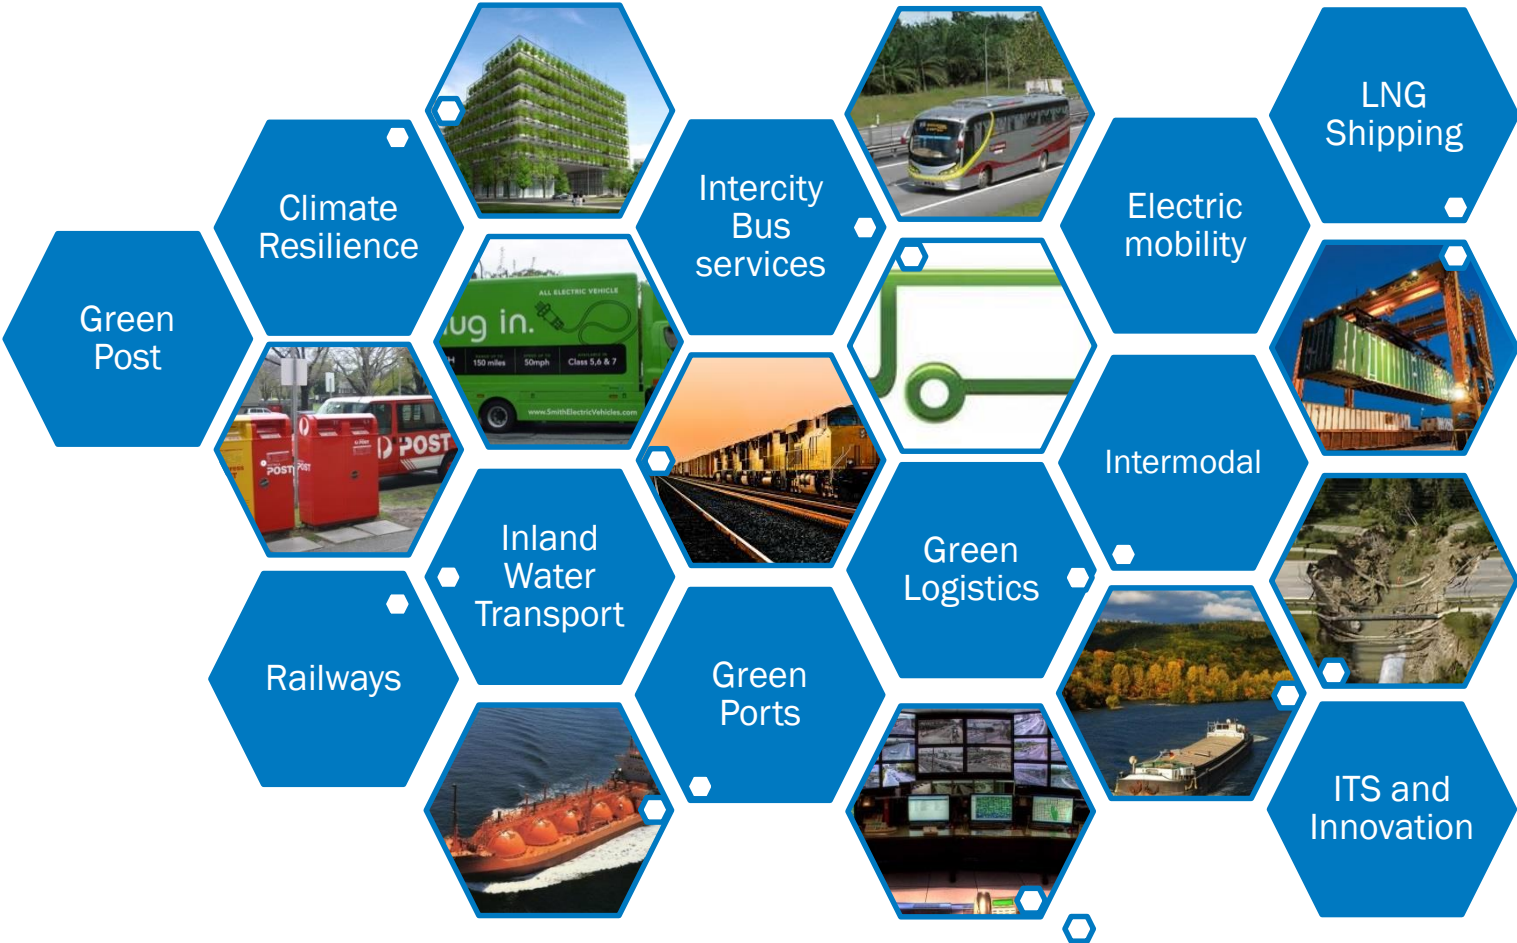 LNG
Shipping
Climate
Resilience
Intercity
Bus
services
Electric
mobility
Green
Post
ALL ELECTRIC VEHICLE
lug in.
150 miles
50mph
Class 5,6 & 7
www.SmithElectricVehicles.com
POST
POST
POST
Intermodal
Inland
Water
Transport
Green
Logistics
Railways
Green
Ports
ITS and
Innovation